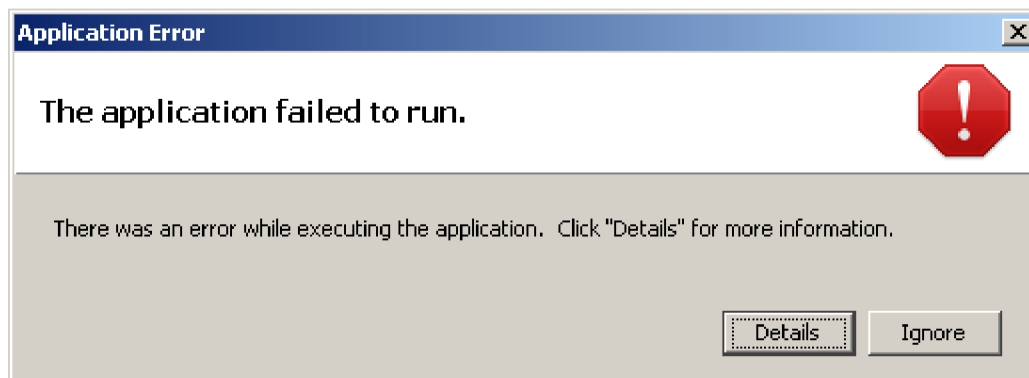 Application Error
The application failed to run.
There was an error while executing the application.  Click "Details" for more information.
Details
Ignore